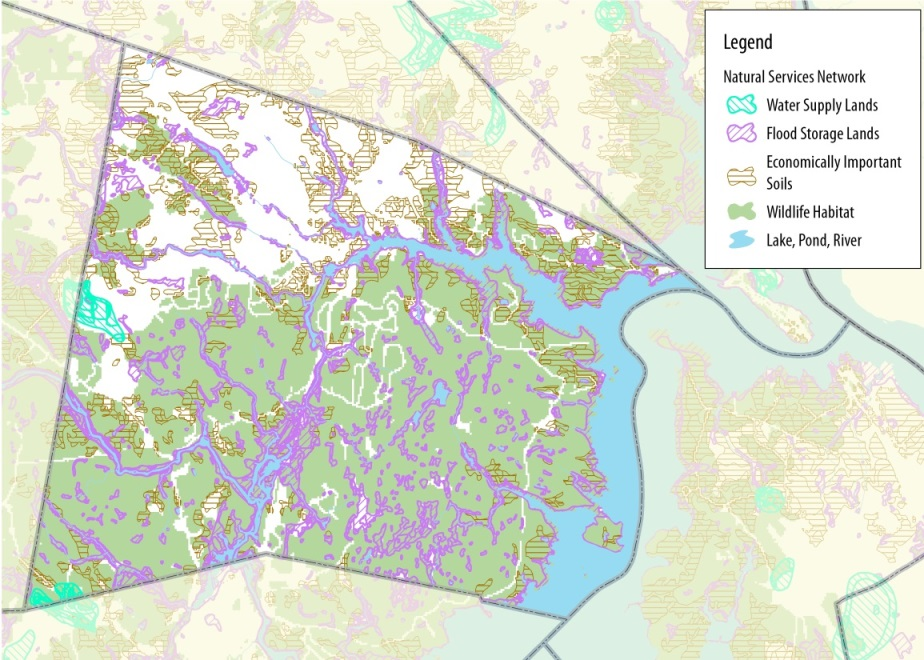 Legend
Natural Services Network
Water Supply Lands
Flood Storage Lands
Economically Important
Soils
Wildlife Habitat
Lake, Pond, River